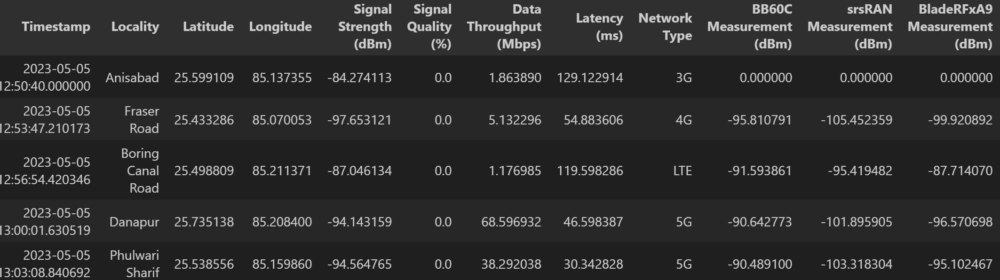 Timestamp Locality Latitude Longitude Signal Strength (dBm) Signal Quality (%) Data Throughput (Mbps) Latency (ms) Network Type BB60C Measurement (dBm) srsRAN Measurement (dBm) BladeRFxA9 Measurement (dBm)
2023-05-05 12:50:40.000000 Anisabad 25.599109 85.137355 -84.274113 0.0 1.863890 129.122914 3G 0.000000 0.000000 0.000000
2023-05-05 12:53:47.210173 Fraser Road 25.433286 85.070053 -97.653121 0.0 5.132296 54.883606 4G -95.810791 -105.452359 -99.920892
2023-05-05 12:56:54.420346 Boring Canal Road 25.498809 85.211371 -87.046134 0.0 1.176985 119.598286 LTE -91.593861 -95.419482 -87.714070
2023-05-05 13:00:01.630519 Danapur 25.735138 85.208400 -94.143159 0.0 68.596932 46.598387 5G -90.642773 -101.895905 -96.570698
2023-05-05 13:03:08.840692 Phulwari Sharif 25.538556 85.159860 -94.564765 0.0 38.292038 30.342828 5G -90.489100 -103.318304 -95.102467